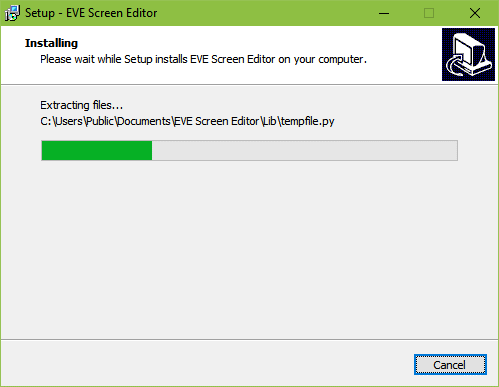 Setup - EVE Screen Editor
Installing
Please wait while Setup installs EVE Screen Editor on your computer.
Extracting files...
C:\Users\Public\Documents\EVE Screen Editor\Lib\tempfile.py
Cancel